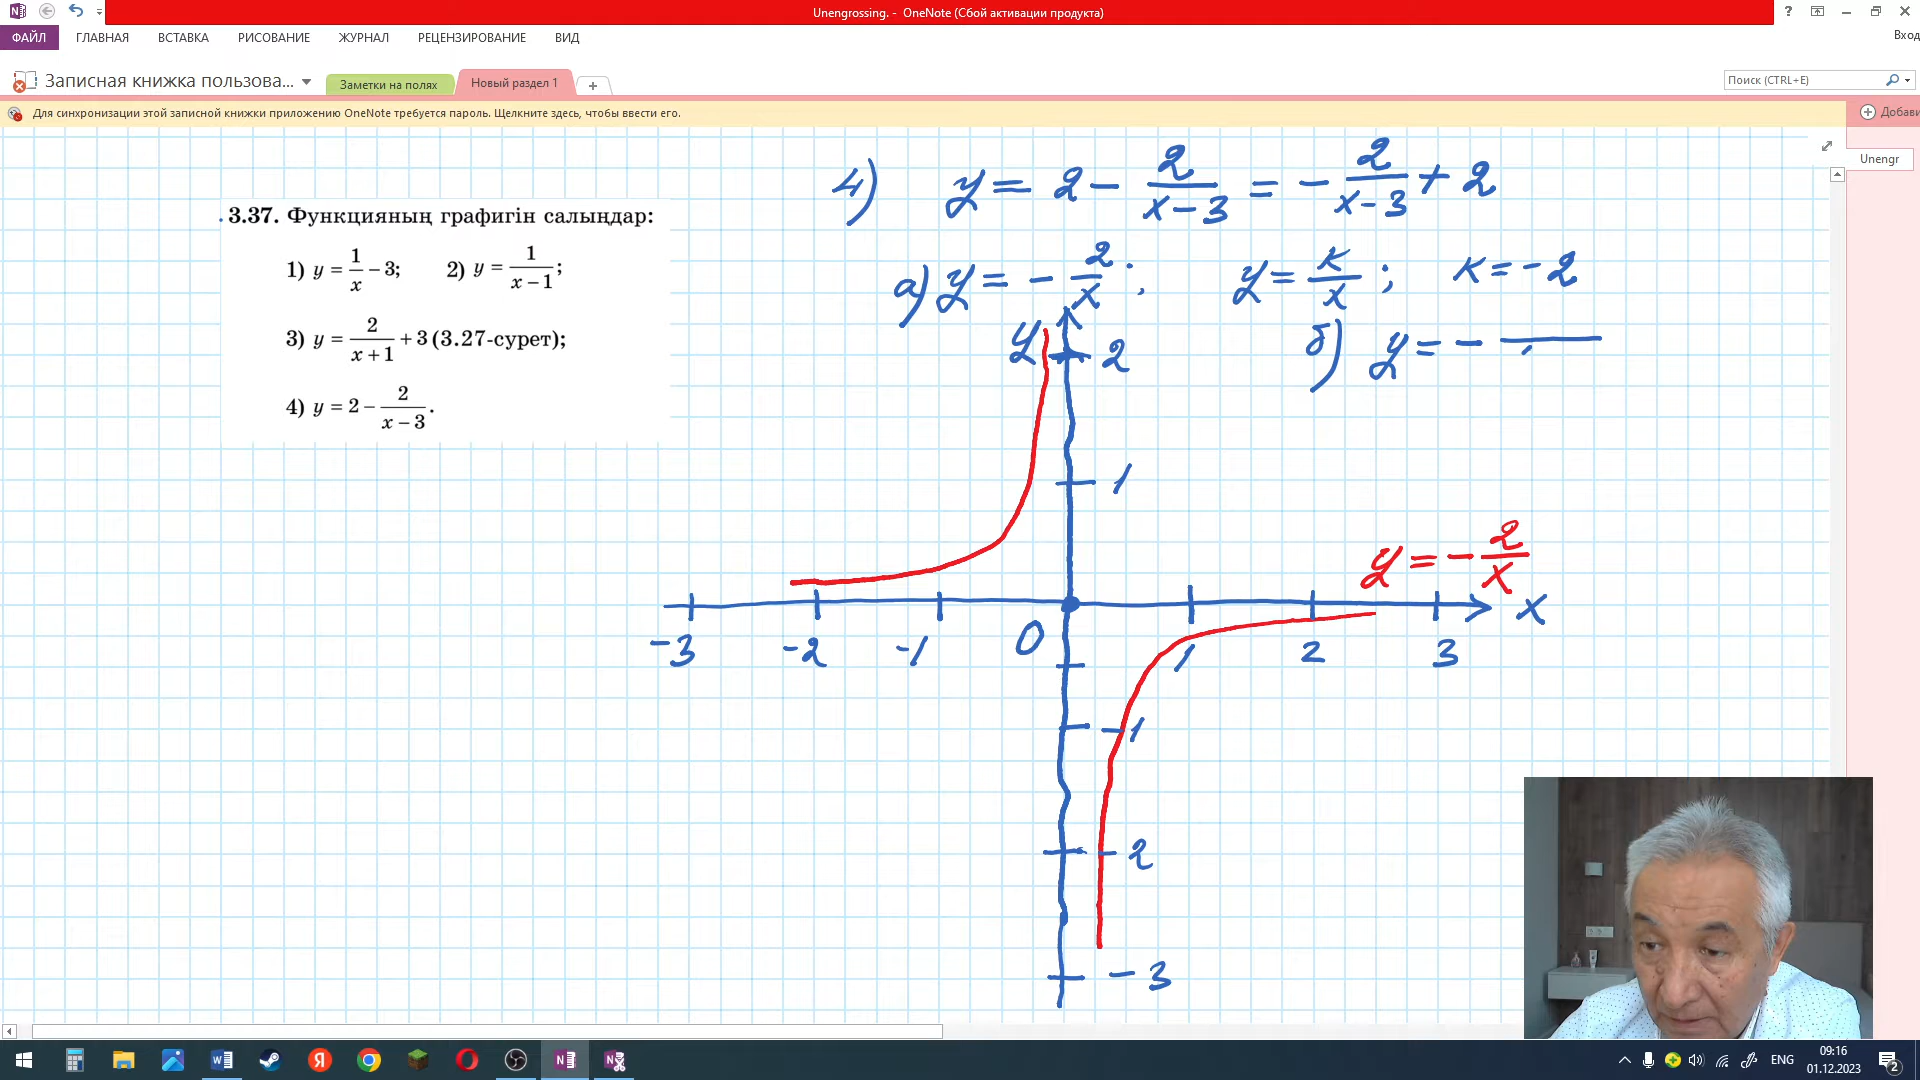 Unengrossing. - OneNote (Сбой активации продукта)
ФАЙЛ ГЛАВНАЯ ВСТАВКА РИСОВАНИЕ ЖУРНАЛ РЕЦЕНЗИРОВАНИЕ ВИД
Вход
Записная книжка пользова... Заметки на полях Новый раздел 1
Поиск (CTRL+E)
Для синхронизации этой записной книжки приложению OneNote требуется пароль. Щелкните здесь, чтобы ввести его.
Добави
Unengr
3.37. Функцияның графигін салыңдар:
1) y = 1/x − 3; 2) y = 1/(x − 1);
3) y = 2/(x + 1) + 3 (3.27-сурет);
4) y = 2 − 2/(x − 3).
4) y = 2 − 2/(x − 3) = − 2/(x − 3) + 2
а) y = − 2/x; y = к/x; к = −2
б) y = −
y
2
1
y = − 2/x
x
-3 -2 -1 0 1 2 3
-1
-2
-3
ENG
09:16
01.12.2023
2